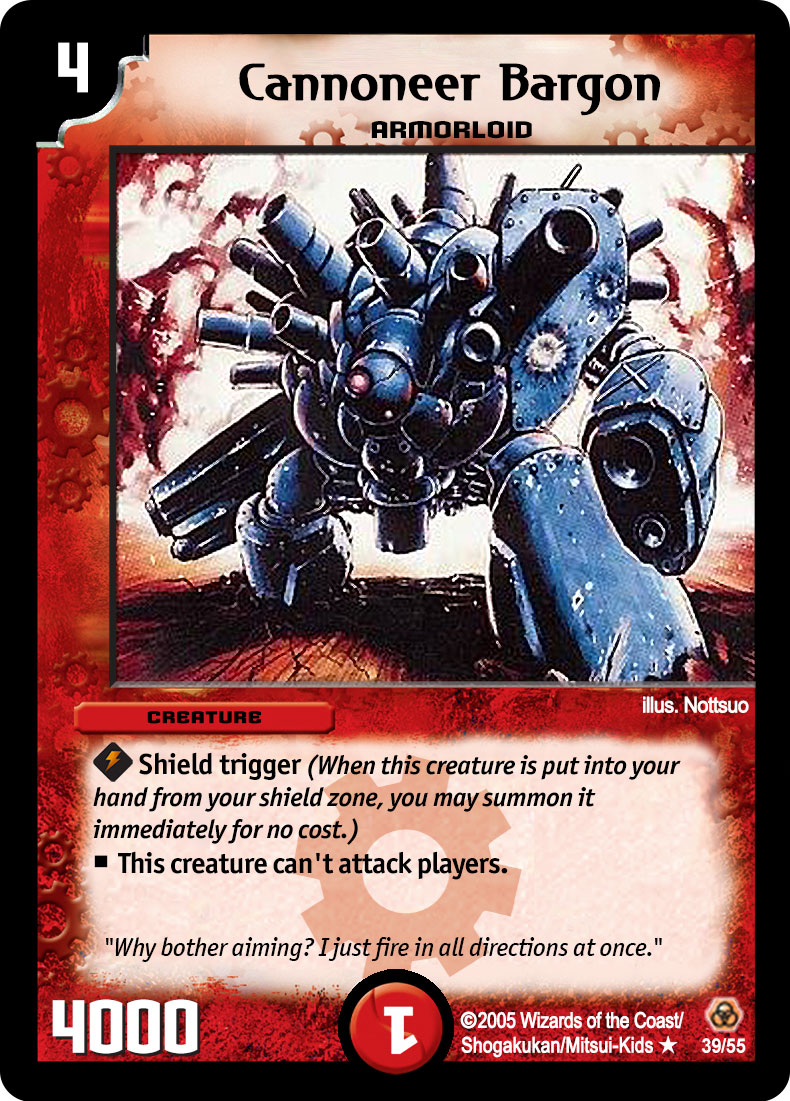 4
Cannoneer Bargon
ARMORLOID
illus. Nottsuo
CREATURE
Shield trigger (When this creature is put into your
hand from your shield zone, you may summon it
immediately for no cost.)
■ This creature can't attack players.
"Why bother aiming? I just fire in all directions at once."
4000
1
©2005 Wizards of the Coast/
Shogakukan/Mitsui-Kids ★
39/55